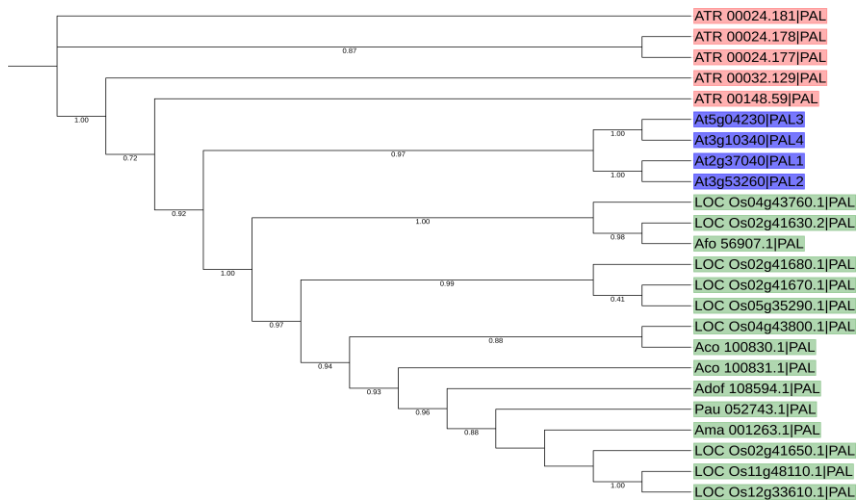 ATR 00024.181|PAL
ATR 00024.178|PAL
0.87
ATR 00024.177|PAL
ATR 00032.129|PAL
1.00
ATR 00148.59|PAL
0.72
At5g04230|PAL3
1.00
At3g10340|PAL4
0.97
At2g37040|PAL1
1.00
At3g53260|PAL2
0.92
LOC Os04g43760.1|PAL
1.00
LOC Os02g41630.2|PAL
0.98
Afo 56907.1|PAL
1.00
LOC Os02g41680.1|PAL
0.99
LOC Os02g41670.1|PAL
0.41
LOC Os05g35290.1|PAL
0.97
LOC Os04g43800.1|PAL
0.88
Aco 100830.1|PAL
0.94
Aco 100831.1|PAL
0.93
Adof 108594.1|PAL
0.96
Pau 052743.1|PAL
0.88
Ama 001263.1|PAL
LOC Os02g41650.1|PAL
LOC Os11g48110.1|PAL
1.00
LOC Os12g33610.1|PAL